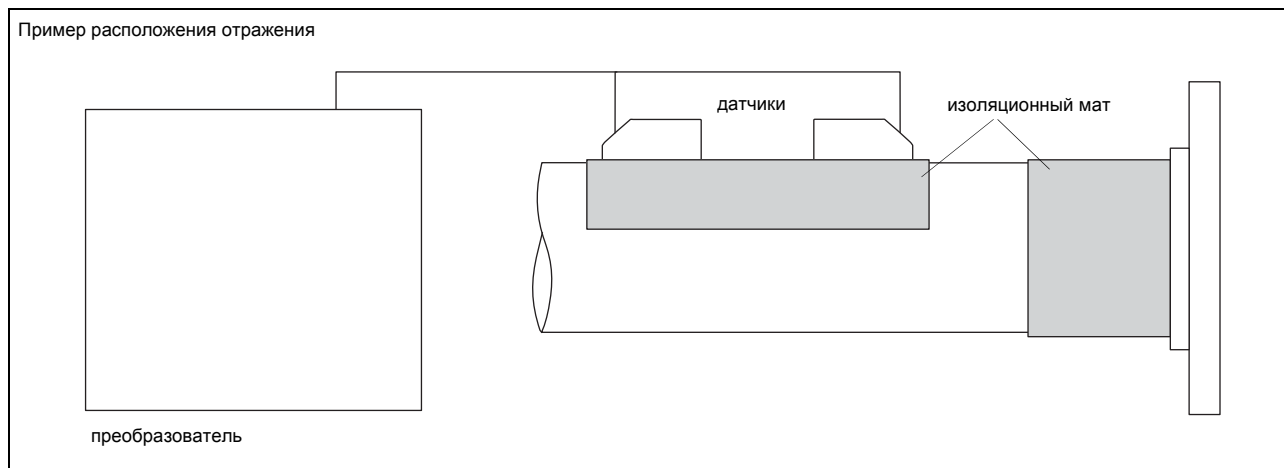 Пример расположения отражения
датчики
изоляционный мат
преобразователь